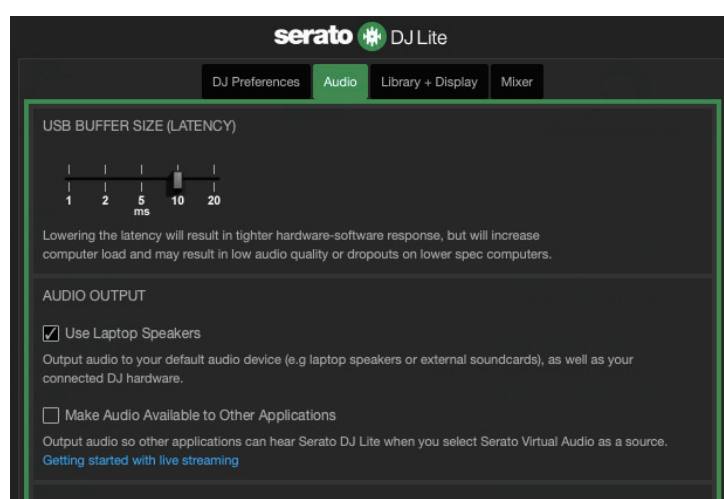 serato DJ Lite
DJ Preferences Audio Library + Display Mixer
USB BUFFER SIZE (LATENCY)
1 2 5 10 20
ms
Lowering the latency will result in tighter hardware-software response, but will increase
computer load and may result in low audio quality or dropouts on lower spec computers.
AUDIO OUTPUT
Use Laptop Speakers
Output audio to your default audio device (e.g laptop speakers or external soundcards), as well as your
connected DJ hardware.
Make Audio Available to Other Applications
Output audio so other applications can hear Serato DJ Lite when you select Serato Virtual Audio as a source.
Getting started with live streaming